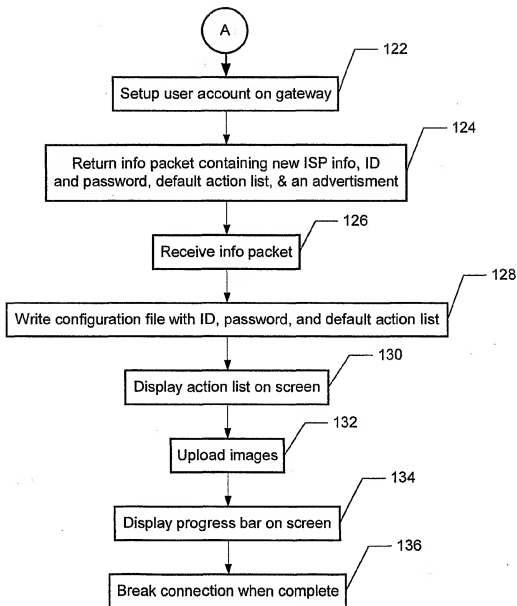 A
122
Setup user account on gateway
124
Return info packet containing new ISP info, ID
and password, default action list, & an advertisment
126
Receive info packet
128
Write configuration file with ID, password, and default action list
130
Display action list on screen
132
Upload images
134
Display progress bar on screen
136
Break connection when complete